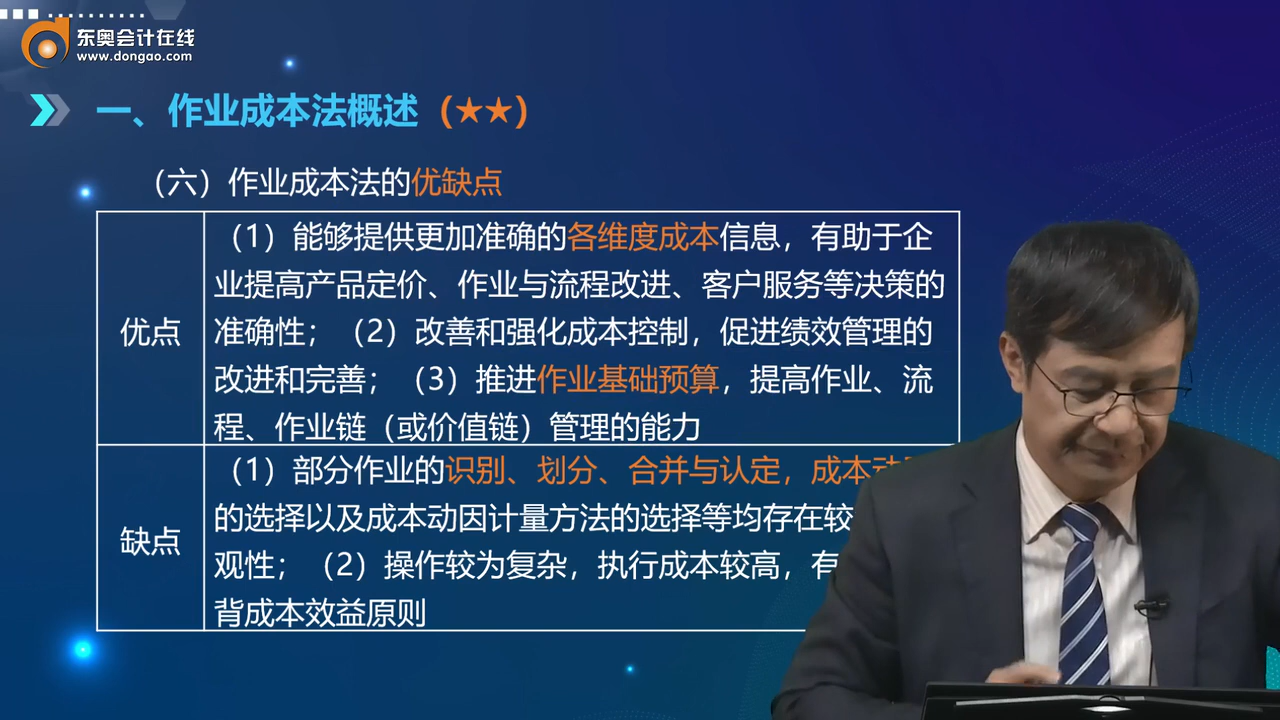 东奥会计在线
www.dongao.com
一、作业成本法概述（★★）
（六）作业成本法的优缺点
优点
（1）能够提供更加准确的各维度成本信息，有助于企
业提高产品定价、作业与流程改进、客户服务等决策的
准确性；（2）改善和强化成本控制，促进绩效管理的
改进和完善；（3）推进作业基础预算，提高作业、流
程、作业链（或价值链）管理的能力
缺点
（1）部分作业的识别、划分、合并与认定，成本动
的选择以及成本动因计量方法的选择等均存在较
观性；（2）操作较为复杂，执行成本较高，有
背成本效益原则